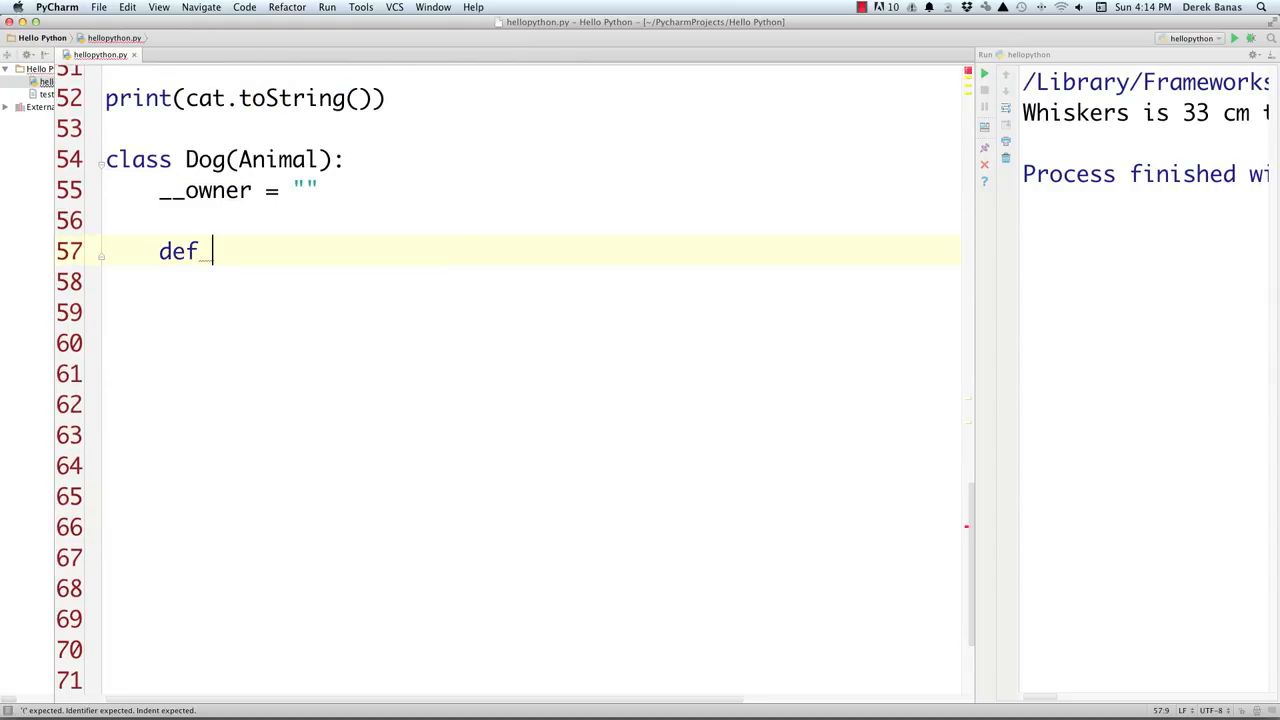 PyCharm File Edit View Navigate Code Refactor Run Tools VCS Window Help 10 Sun 4:14 PM Derek Banas
hellopython.py – Hello Python – [~/PycharmProjects/Hello Python]
Hello Python hellopython.py hellopython
hellopython.py Run hellopython
Hello P
hell
test
Externa
51
52 print(cat.toString())
53
54 class Dog(Animal):
55 __owner = ""
56
57 def
58
59
60
61
62
63
64
65
66
67
68
69
70
71
/Library/Frameworks
Whiskers is 33 cm t
Process finished wi
'(' expected. Identifier expected. Indent expected. 57:9 LF UTF-8